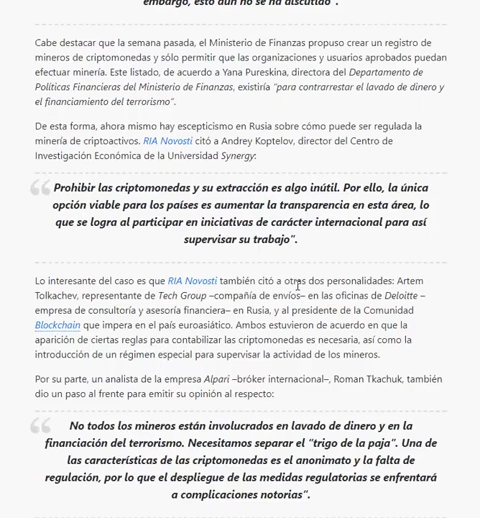 embargo, esto aún no se ha discutido".
Cabe destacar que la semana pasada, el Ministerio de Finanzas propuso crear un registro de
mineros de criptomonedas y sólo permitir que las organizaciones y usuarios aprobados puedan
efectuar minería. Este listado, de acuerdo a Yana Pureskina, directora del Departamento de
Políticas Financieras del Ministerio de Finanzas, existiría "para contrarrestar el lavado de dinero y
el financiamiento del terrorismo".
De esta forma, ahora mismo hay escepticismo en Rusia sobre cómo puede ser regulada la
minería de criptoactivos. RIA Novosti citó a Andrey Koptelov, director del Centro de
Investigación Económica de la Universidad Synergy:
Prohibir las criptomonedas y su extracción es algo inútil. Por ello, la única
opción viable para los países es aumentar la transparencia en esta área, lo
que se logra al participar en iniciativas de carácter internacional para así
supervisar su trabajo".
Lo interesante del caso es que RIA Novosti también citó a otras dos personalidades: Artem
Tolkachev, representante de Tech Group –compañía de envíos– en las oficinas de Deloitte –
empresa de consultoría y asesoría financiera– en Rusia, y al presidente de la Comunidad
Blockchain que impera en el país euroasiático. Ambos estuvieron de acuerdo en que la
aparición de ciertas reglas para contabilizar las criptomonedas es necesaria, así como la
introducción de un régimen especial para supervisar la actividad de los mineros.
Por su parte, un analista de la empresa Alpari –bróker internacional–, Roman Tkachuk, también
dio un paso al frente para emitir su opinión al respecto:
No todos los mineros están involucrados en lavado de dinero y en la
financiación del terrorismo. Necesitamos separar el "trigo de la paja". Una de
las características de las criptomonedas es el anonimato y la falta de
regulación, por lo que el despliegue de las medidas regulatorias se enfrentará
a complicaciones notorias".